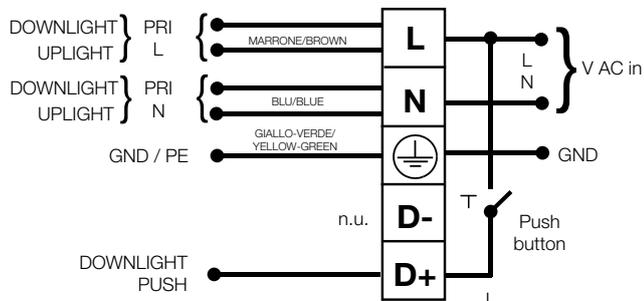 DOWNLIGHT } PRI
UPLIGHT } L
MARRONE/BROWN
L
L
N
V AC in
DOWNLIGHT } PRI
UPLIGHT } N
BLU/BLUE
N
GIALLO-VERDE/
YELLOW-GREEN
GND / PE
GND
n.u.
D-
Push
button
DOWNLIGHT
PUSH
D+